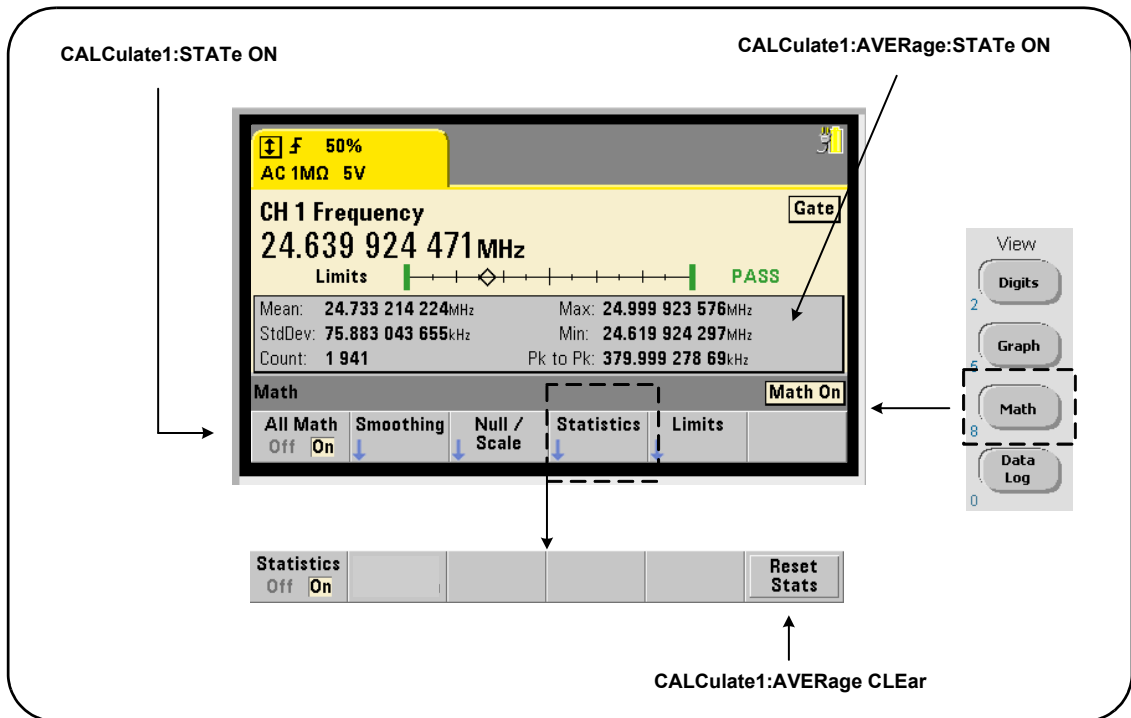 CALCulate1:STATe ON
CALCulate1:AVERage:STATe ON
50%
AC 1MΩ 5V
CH 1 Frequency
Gate
24.639 924 471 MHz
Limits
PASS
Mean: 24.733 214 224MHz Max: 24.999 923 576MHz
StdDev: 75.883 043 655kHz Min: 24.619 924 297MHz
Count: 1 941 Pk to Pk: 379.999 278 69kHz
Math
Math On
All Math
Off On
Smoothing
Null /
Scale
Statistics
Limits
View
Digits
2
Graph
Math
8
Data
Log
0
Statistics
Off On
Reset
Stats
CALCulate1:AVERage CLEar